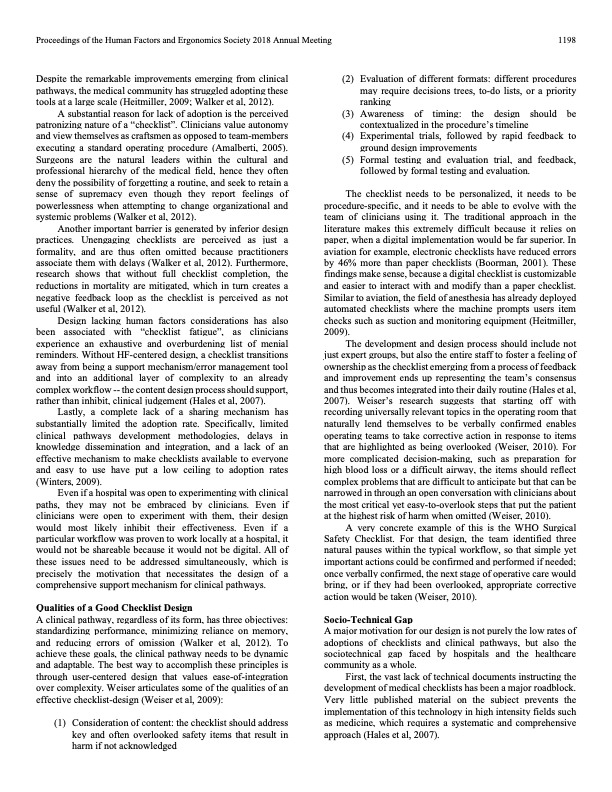 Proceedings of the Human Factors and Ergonomics Society 2018 Annual Meeting
1198
Despite the remarkable improvements emerging from clinical
pathways, the medical community has struggled adopting these
tools at a large scale (Heitmiller, 2009; Walker et al, 2012).
A substantial reason for lack of adoption is the perceived
patronizing nature of a “checklist”. Clinicians value autonomy
and view themselves as craftsmen as opposed to team-members
executing a standard operating procedure (Amalberti, 2005).
Surgeons are the natural leaders within the cultural and
professional hierarchy of the medical field, hence they often
deny the possibility of forgetting a routine, and seek to retain a
sense of supremacy even though they report feelings of
powerlessness when attempting to change organizational and
systemic problems (Walker et al, 2012).
Another important barrier is generated by inferior design
practices. Unengaging checklists are perceived as just a
formality, and are thus often omitted because practitioners
associate them with delays (Walker et al, 2012). Furthermore,
research shows that without full checklist completion, the
reductions in mortality are mitigated, which in turn creates a
negative feedback loop as the checklist is perceived as not
useful (Walker et al, 2012).
Design lacking human factors considerations has also
been associated with “checklist fatigue”, as clinicians
experience an exhaustive and overburdening list of menial
reminders. Without HF-centered design, a checklist transitions
away from being a support mechanism/error management tool
and into an additional layer of complexity to an already
complex workflow -- the content design process should support,
rather than inhibit, clinical judgement (Hales et al, 2007).
Lastly, a complete lack of a sharing mechanism has
substantially limited the adoption rate. Specifically, limited
clinical pathways development methodologies, delays in
knowledge dissemination and integration, and a lack of an
effective mechanism to make checklists available to everyone
and easy to use have put a low ceiling to adoption rates
(Winters, 2009).
Even if a hospital was open to experimenting with clinical
paths, they may not be embraced by clinicians. Even if
clinicians were open to experiment with them, their design
would most likely inhibit their effectiveness. Even if a
particular workflow was proven to work locally at a hospital, it
would not be shareable because it would not be digital. All of
these issues need to be addressed simultaneously, which is
precisely the motivation that necessitates the design of a
comprehensive support mechanism for clinical pathways.
Qualities of a Good Checklist Design
A clinical pathway, regardless of its form, has three objectives:
standardizing performance, minimizing reliance on memory,
and reducing errors of omission (Walker et al, 2012). To
achieve these goals, the clinical pathway needs to be dynamic
and adaptable. The best way to accomplish these principles is
through user-centered design that values ease-of-integration
over complexity. Weiser articulates some of the qualities of an
effective checklist-design (Weiser et al, 2009):
(1) Consideration of content: the checklist should address
key and often overlooked safety items that result in
harm if not acknowledged
(2) Evaluation of different formats: different procedures
may require decisions trees, to-do lists, or a priority
ranking
(3) Awareness of timing: the design should be
contextualized in the procedure’s timeline
(4) Experimental trials, followed by rapid feedback to
ground design improvements
(5) Formal testing and evaluation trial, and feedback,
followed by formal testing and evaluation.
The checklist needs to be personalized, it needs to be
procedure-specific, and it needs to be able to evolve with the
team of clinicians using it. The traditional approach in the
literature makes this extremely difficult because it relies on
paper, when a digital implementation would be far superior. In
aviation for example, electronic checklists have reduced errors
by 46% more than paper checklists (Boorman, 2001). These
findings make sense, because a digital checklist is customizable
and easier to interact with and modify than a paper checklist.
Similar to aviation, the field of anesthesia has already deployed
automated checklists where the machine prompts users item
checks such as suction and monitoring equipment (Heitmiller,
2009).
The development and design process should include not
just expert groups, but also the entire staff to foster a feeling of
ownership as the checklist emerging from a process of feedback
and improvement ends up representing the team’s consensus
and thus becomes integrated into their daily routine (Hales et al,
2007). Weiser’s research suggests that starting off with
recording universally relevant topics in the operating room that
naturally lend themselves to be verbally confirmed enables
operating teams to take corrective action in response to items
that are highlighted as being overlooked (Weiser, 2010). For
more complicated decision-making, such as preparation for
high blood loss or a difficult airway, the items should reflect
complex problems that are difficult to anticipate but that can be
narrowed in through an open conversation with clinicians about
the most critical yet easy-to-overlook steps that put the patient
at the highest risk of harm when omitted (Weiser, 2010).
A very concrete example of this is the WHO Surgical
Safety Checklist. For that design, the team identified three
natural pauses within the typical workflow, so that simple yet
important actions could be confirmed and performed if needed;
once verbally confirmed, the next stage of operative care would
bring, or if they had been overlooked, appropriate corrective
action would be taken (Weiser, 2010).
Socio-Technical Gap
A major motivation for our design is not purely the low rates of
adoptions of checklists and clinical pathways, but also the
sociotechnical gap faced by hospitals and the healthcare
community as a whole.
First, the vast lack of technical documents instructing the
development of medical checklists has been a major roadblock.
Very little published material on the subject prevents the
implementation of this technology in high intensity fields such
as medicine, which requires a systematic and comprehensive
approach (Hales et al, 2007).